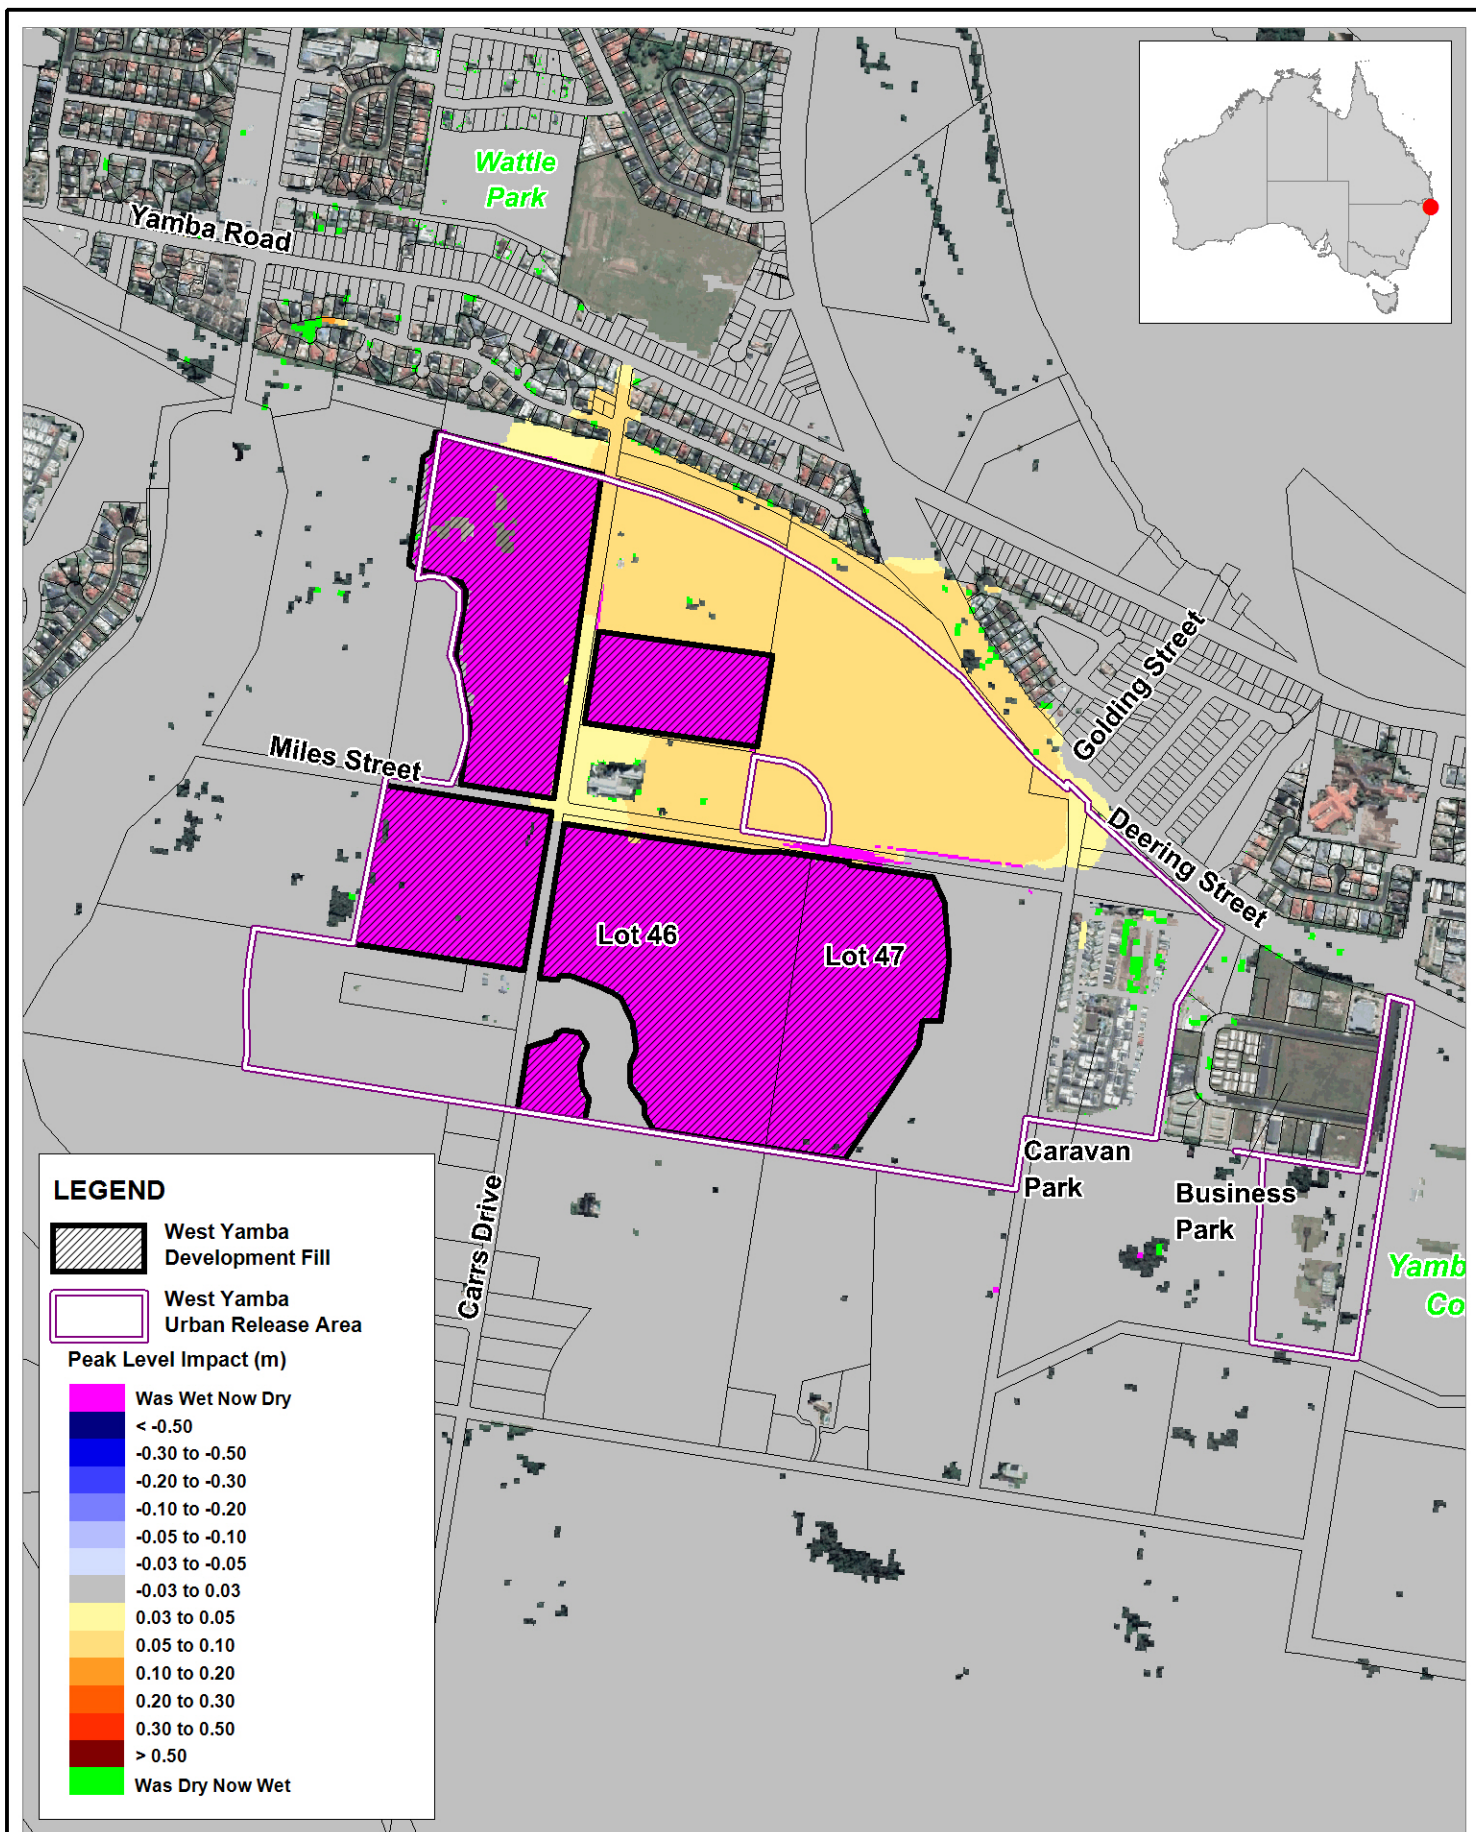 Wattle
Park
Yamba Road
Miles Street
Golding Street
Deering Street
Lot 46
Lot 47
Caravan
Park
Business
Park
Carrs Drive
Yamb
Co
LEGEND
West Yamba
Development Fill
West Yamba
Urban Release Area
Peak Level Impact (m)
Was Wet Now Dry
< -0.50
-0.30 to -0.50
-0.20 to -0.30
-0.10 to -0.20
-0.05 to -0.10
-0.03 to -0.05
-0.03 to 0.03
0.03 to 0.05
0.05 to 0.10
0.10 to 0.20
0.20 to 0.30
0.30 to 0.50
> 0.50
Was Dry Now Wet